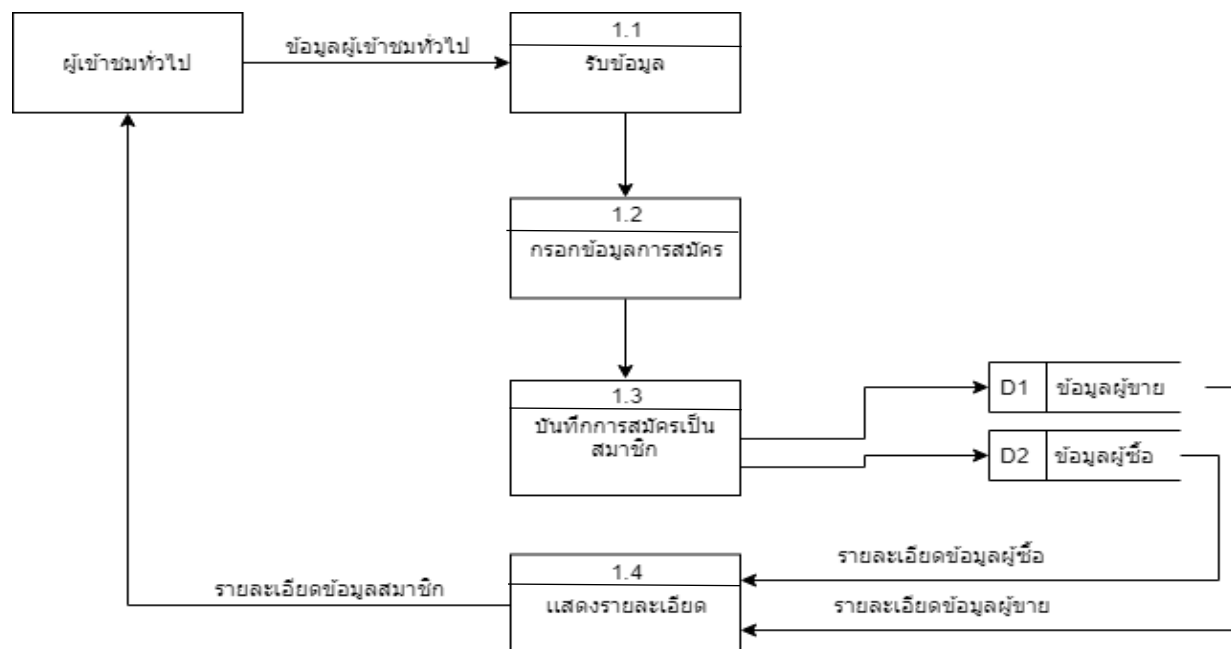 1.1
ผู้เข้าชมทั่วไป
ข้อมูลผู้เข้าชมทั่วไป
รับข้อมูล
1.2
กรอกข้อมูลการสมัคร
1.3
บันทึกการสมัครเป็น
สมาชิก
D1
ข้อมูลผู้ขาย
D2
ข้อมูลผู้ซื้อ
รายละเอียดข้อมูลผู้ซื้อ
1.4
รายละเอียดข้อมูลสมาชิก
แสดงรายละเอียด
รายละเอียดข้อมูลผู้ขาย